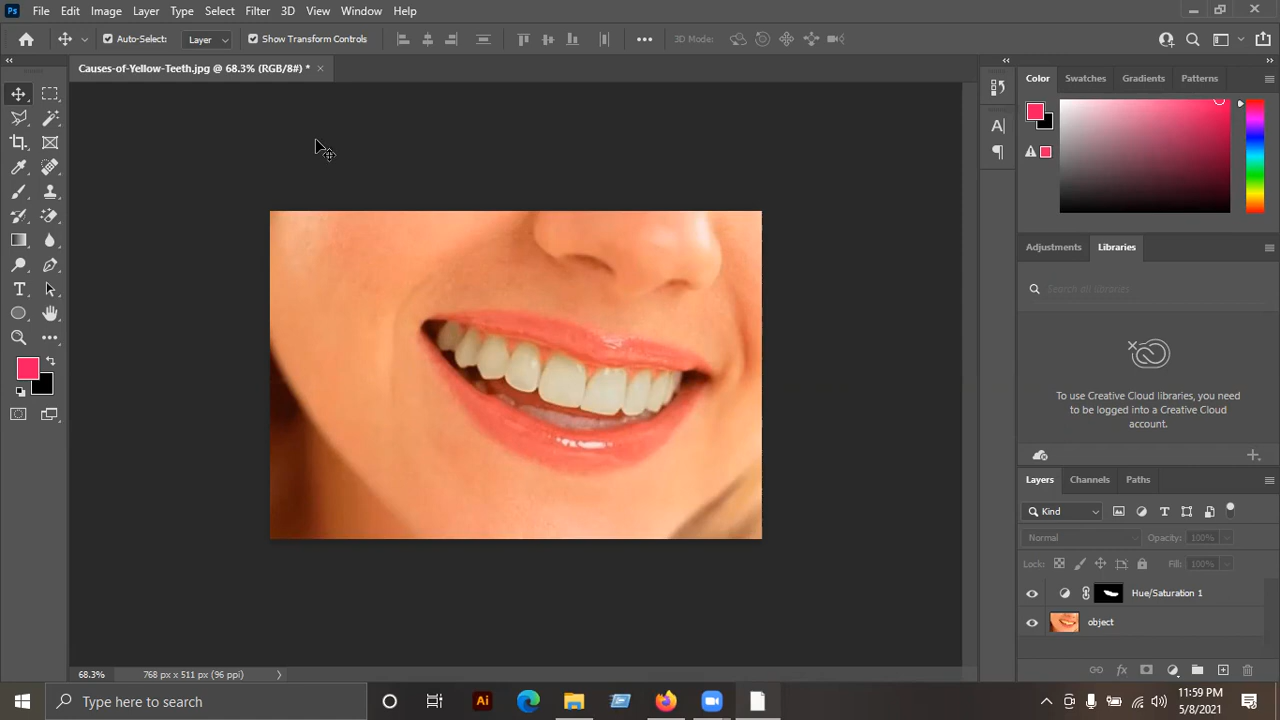 Ps File Edit Image Layer Type Select Filter 3D View Window Help
Auto-Select: Layer Show Transform Controls 3D Mode:
Causes-of-Yellow-Teeth.jpg @ 68.3% (RGB/8#) * ×
Color Swatches Gradients Patterns
Adjustments Libraries
Search all libraries
To use Creative Cloud libraries, you need
to be logged into a Creative Cloud
account.
Layers Channels Paths
Kind
Normal Opacity: 100%
Lock: Fill: 100%
Hue/Saturation 1
object
68.3% 768 px x 511 px (96 ppi)
Type here to search
Ai
11:59 PM
5/8/2021